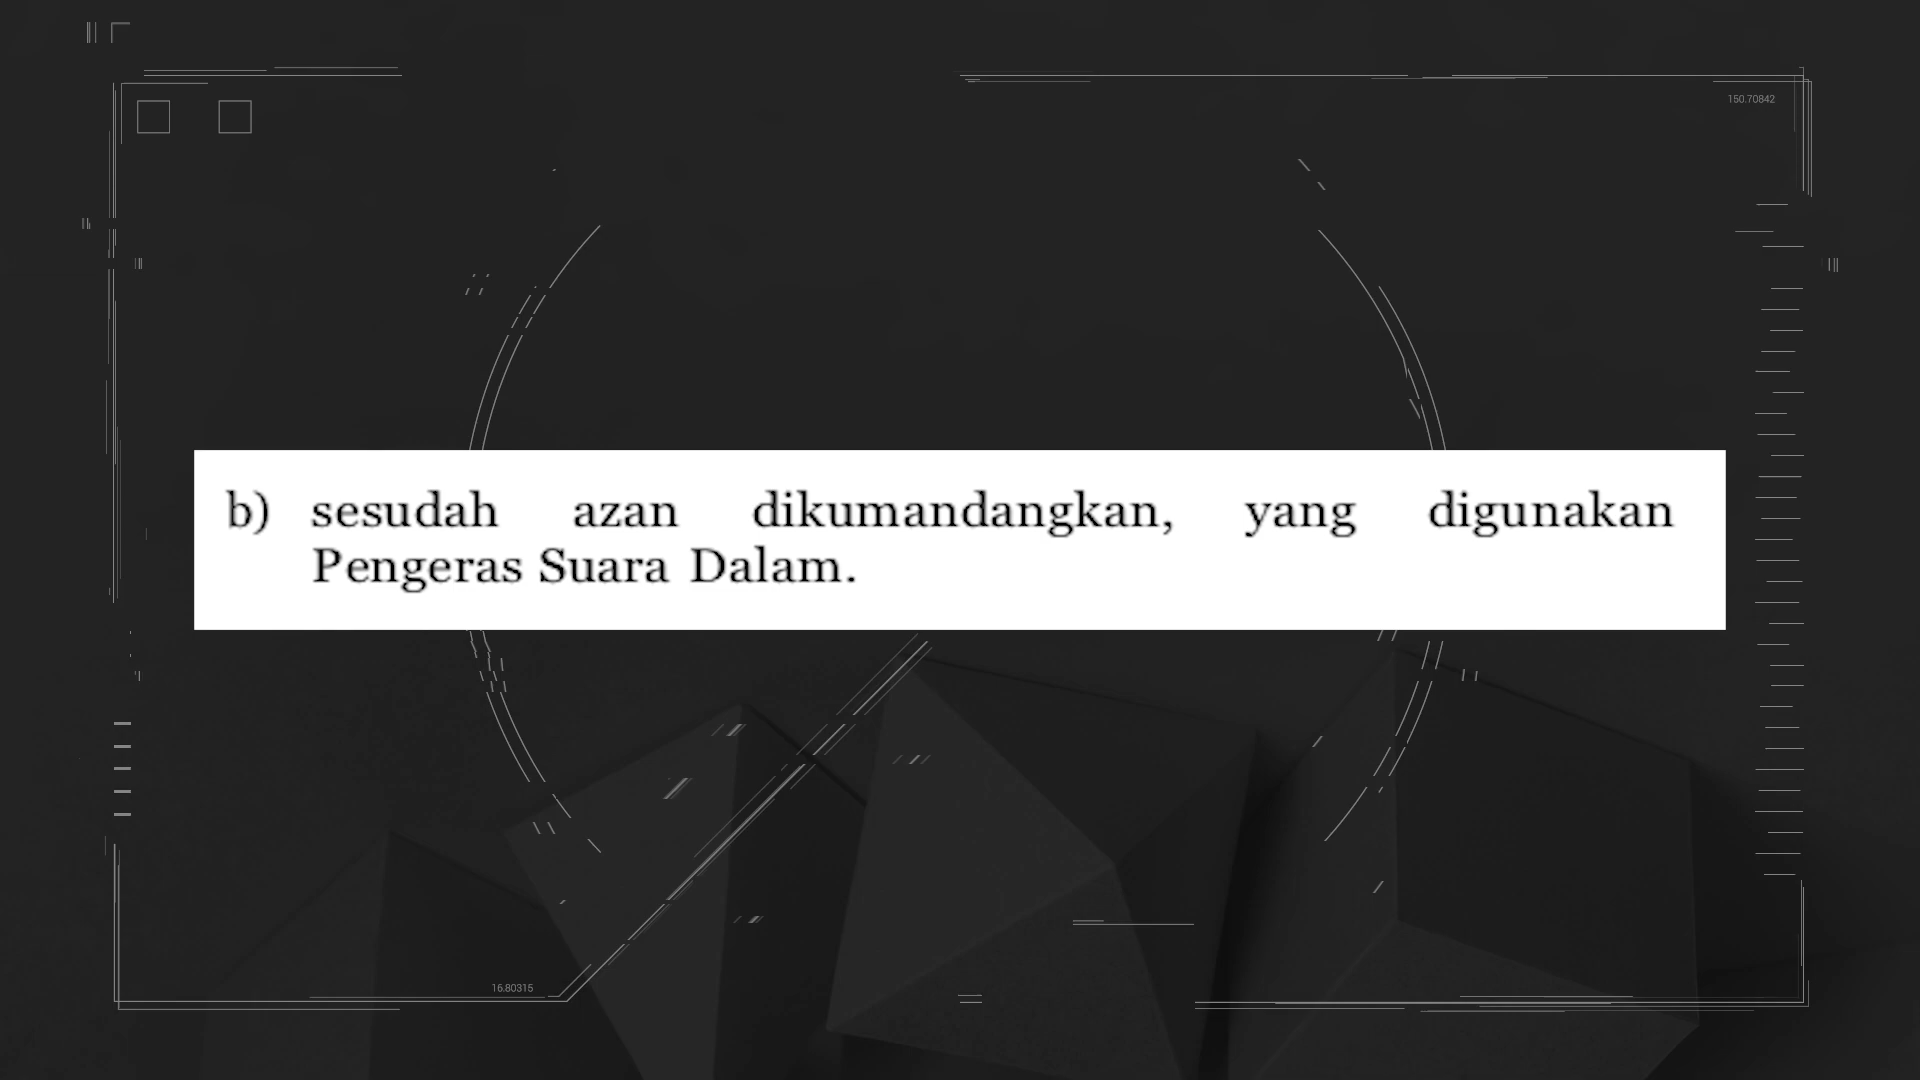 150.70842
b) sesudah azan dikumandangkan, yang digunakan
Pengeras Suara Dalam.
16.80315